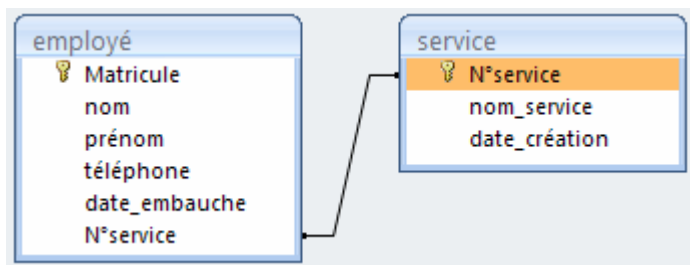 employé
Matricule
nom
prénom
téléphone
date_embauche
N°service
service
N°service
nom_service
date_création